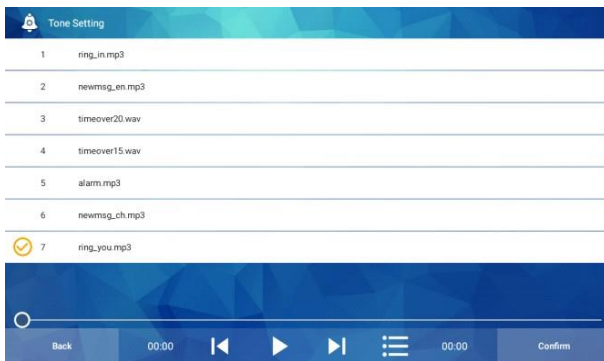 Tone Setting
1 ring_in.mp3
2 newmsg_en.mp3
3 timeover20.wav
4 timeover15.wav
5 alarm.mp3
6 newmsg_ch.mp3
7 ring_you.mp3
Back 00:00 00:00 Confirm